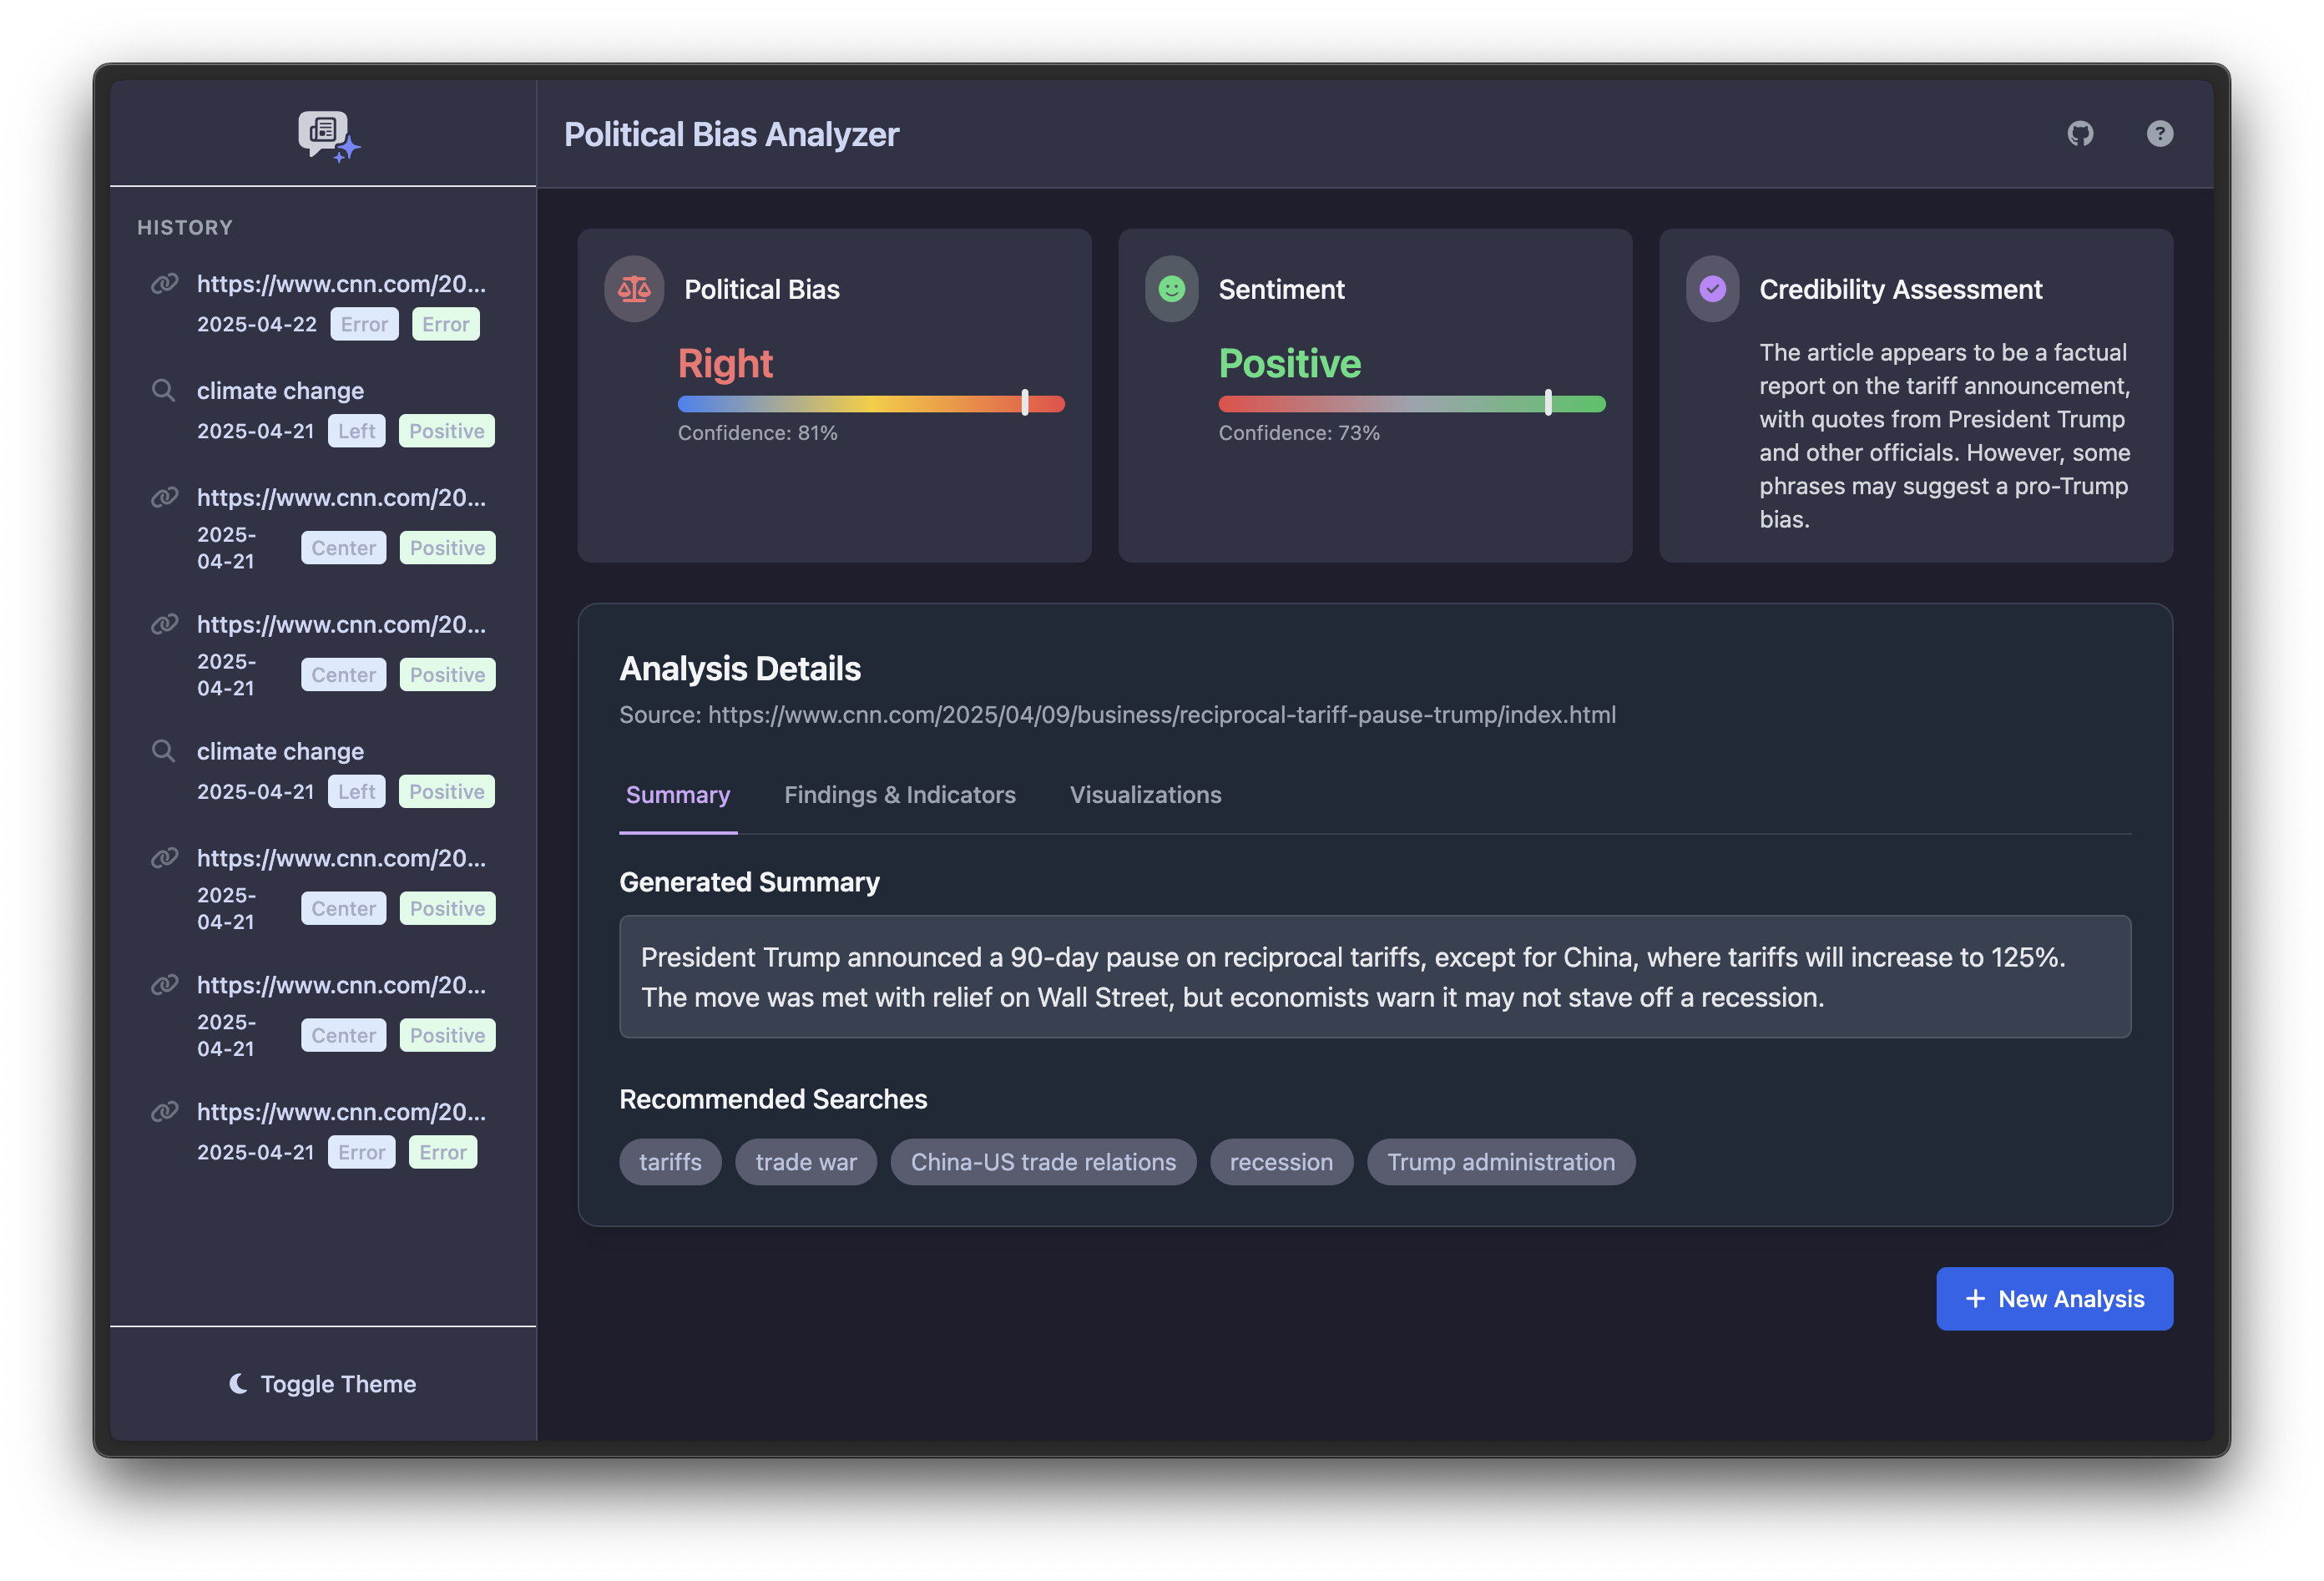 Political Bias Analyzer
?
HISTORY
https://www.cnn.com/20...
2025-04-22 Error Error
climate change
2025-04-21 Left Positive
https://www.cnn.com/20...
2025-
04-21
Center Positive
https://www.cnn.com/20...
2025-
04-21
Center Positive
climate change
2025-04-21 Left Positive
https://www.cnn.com/20...
2025-
04-21
Center Positive
https://www.cnn.com/20...
2025-
04-21
Center Positive
https://www.cnn.com/20...
2025-04-21 Error Error
Toggle Theme
Political Bias
Right
Confidence: 81%
Sentiment
Positive
Confidence: 73%
Credibility Assessment
The article appears to be a factual
report on the tariff announcement,
with quotes from President Trump
and other officials. However, some
phrases may suggest a pro-Trump
bias.
Analysis Details
Source: https://www.cnn.com/2025/04/09/business/reciprocal-tariff-pause-trump/index.html
Summary Findings & Indicators Visualizations
Generated Summary
President Trump announced a 90-day pause on reciprocal tariffs, except for China, where tariffs will increase to 125%.
The move was met with relief on Wall Street, but economists warn it may not stave off a recession.
Recommended Searches
tariffs trade war China-US trade relations recession Trump administration
+ New Analysis